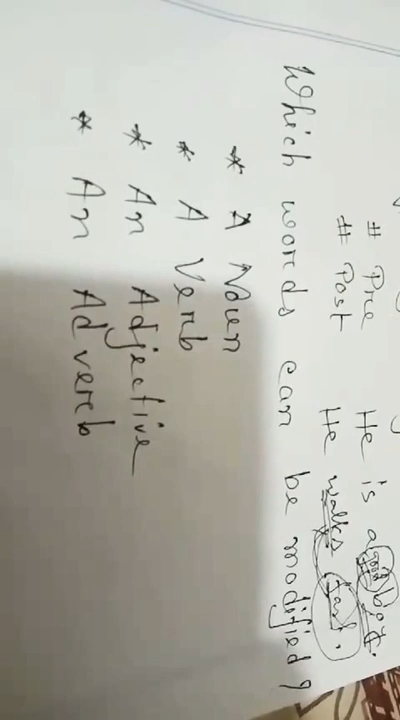 # Pre He is a good boy.
# Post He walks fast.
Which words can be modified?
* A Noun
* A Verb
* An Adjective
* An Adverb